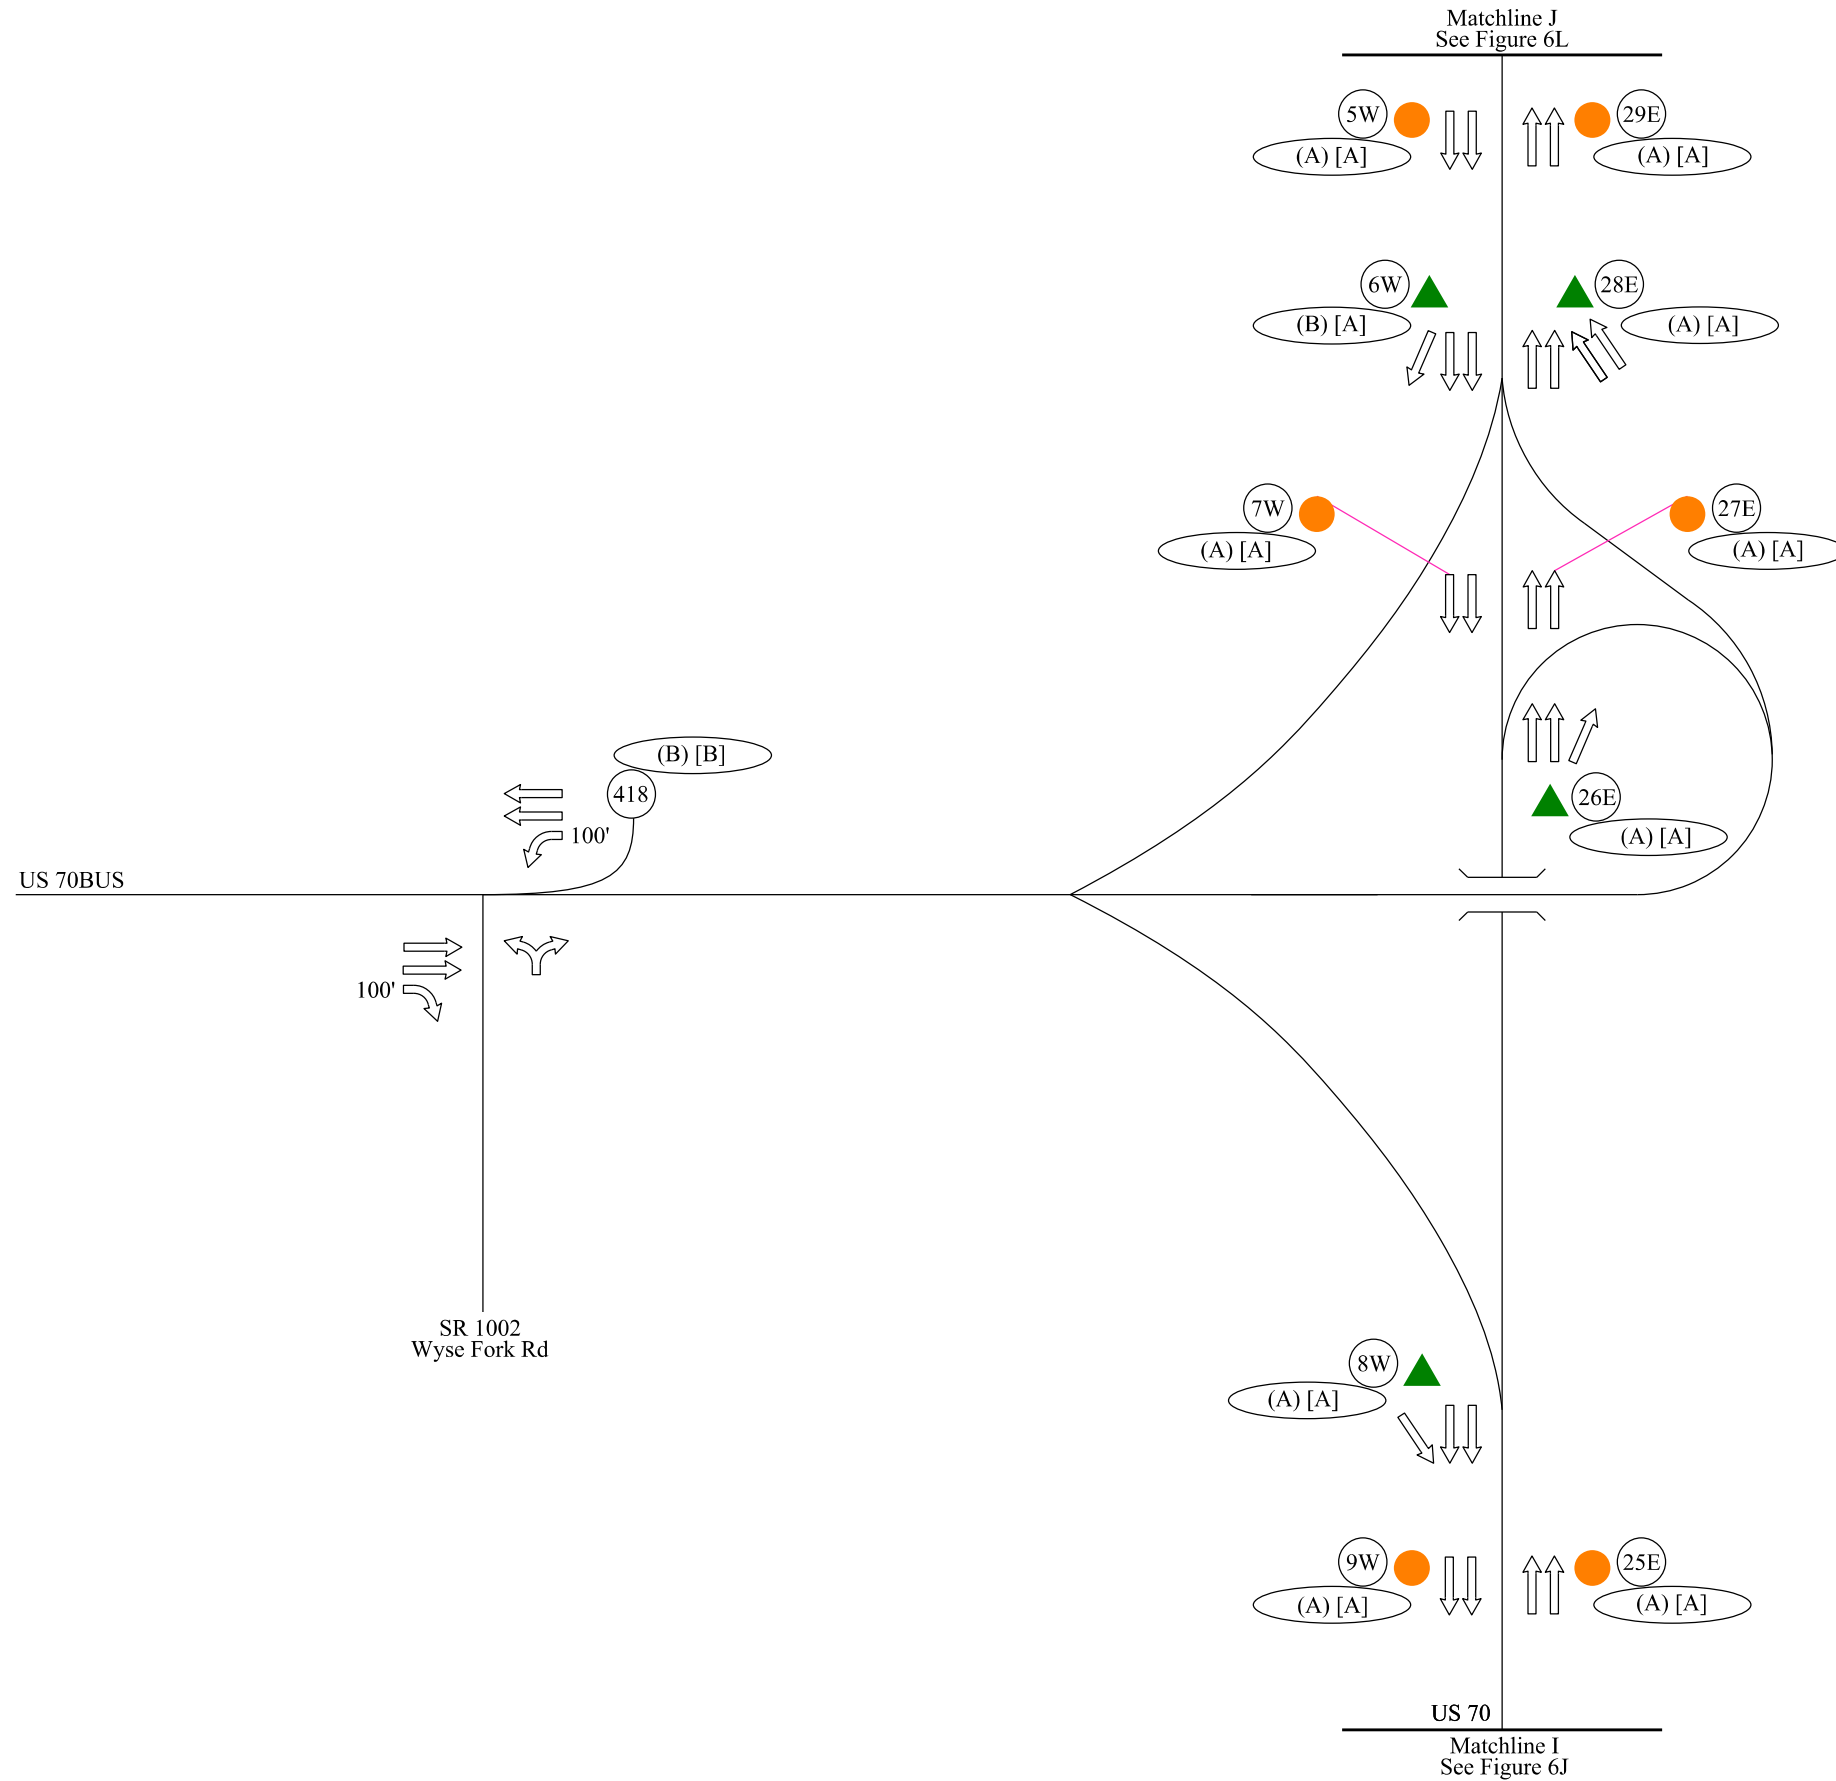 Matchline J
See Figure 6L
5W
29E
(A) [A]
(A) [A]
6W
28E
(B) [A]
(A) [A]
7W
27E
(A) [A]
(A) [A]
(B) [B]
418
100'
26E
(A) [A]
US 70BUS
100'
SR 1002
Wyse Fork Rd
8W
(A) [A]
9W
25E
(A) [A]
(A) [A]
US 70
Matchline I
See Figure 6J